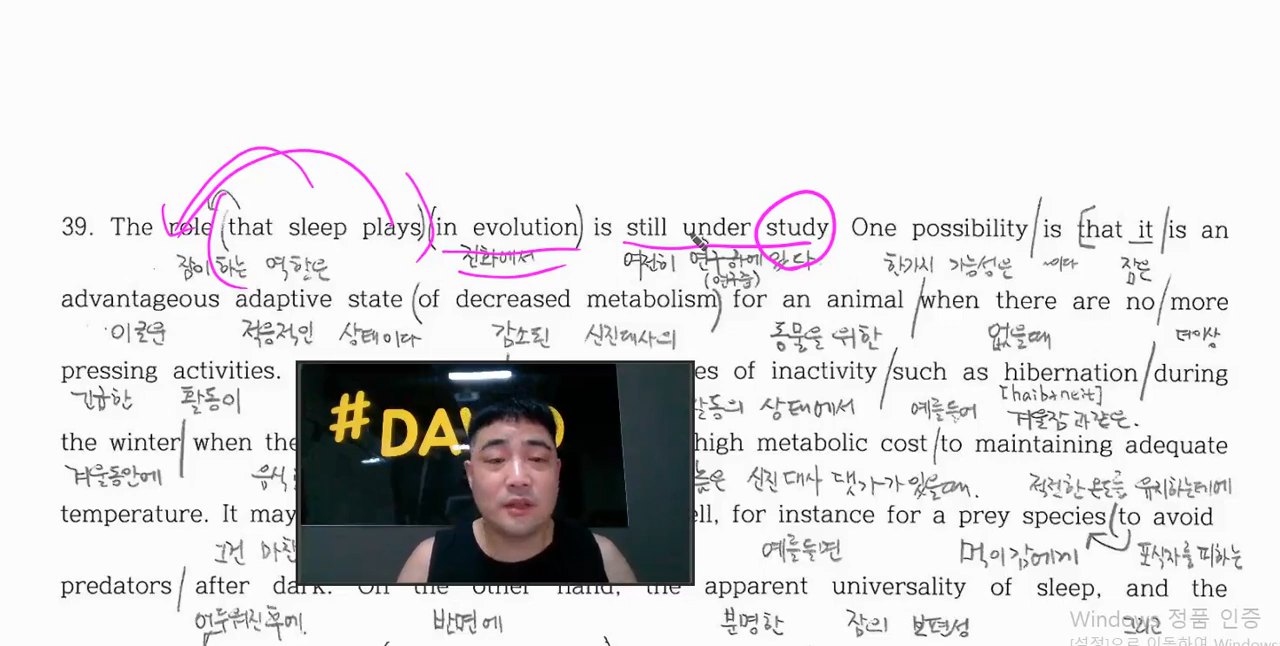 39. The role (that sleep plays) (in evolution) is still under study One possibility / is [that it / is an
잠이 하는 역할은 진화에서 여전히 연구 하에 있다 한가지 가능성은 ~이다 잠은
(연구중)
advantageous adaptive state (of decreased metabolism) for an animal / when there are no / more
이로운 적응적인 상태이다 감소된 신진대사의 동물을 위한 없을때 더이상
pressing activities. es of inactivity / such as hibernation / during
긴급한 활동이 활동의 상태에서 예를들어 겨울잠 과같은.
the winter / when the high metabolic cost / to maintaining adequate
겨울동안에 음식 높은 신진대사 댓가가 있을때. 적절한 온도를 유지하는데에
temperature. It may ell, for instance for a prey species / to avoid
그건 예를들면 먹이감에게 포식자를 피하는
#DA
predators / after dark. On the other hand, the apparent universality of sleep, and the
어두워진후에. 반면에 분명한 잠의 보편성 그리고
Windows 정품 인증
[설정]으로 이동하여 Windows